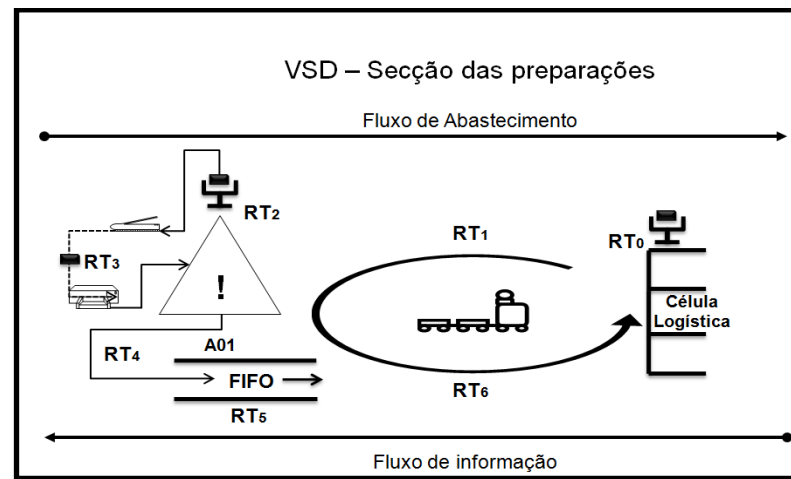 VSD – Secção das preparações
Fluxo de Abastecimento
RT2
RT1
RT0
RT3
!
Célula
Logística
RT4
A01
FIFO
RT6
RT5
Fluxo de informação